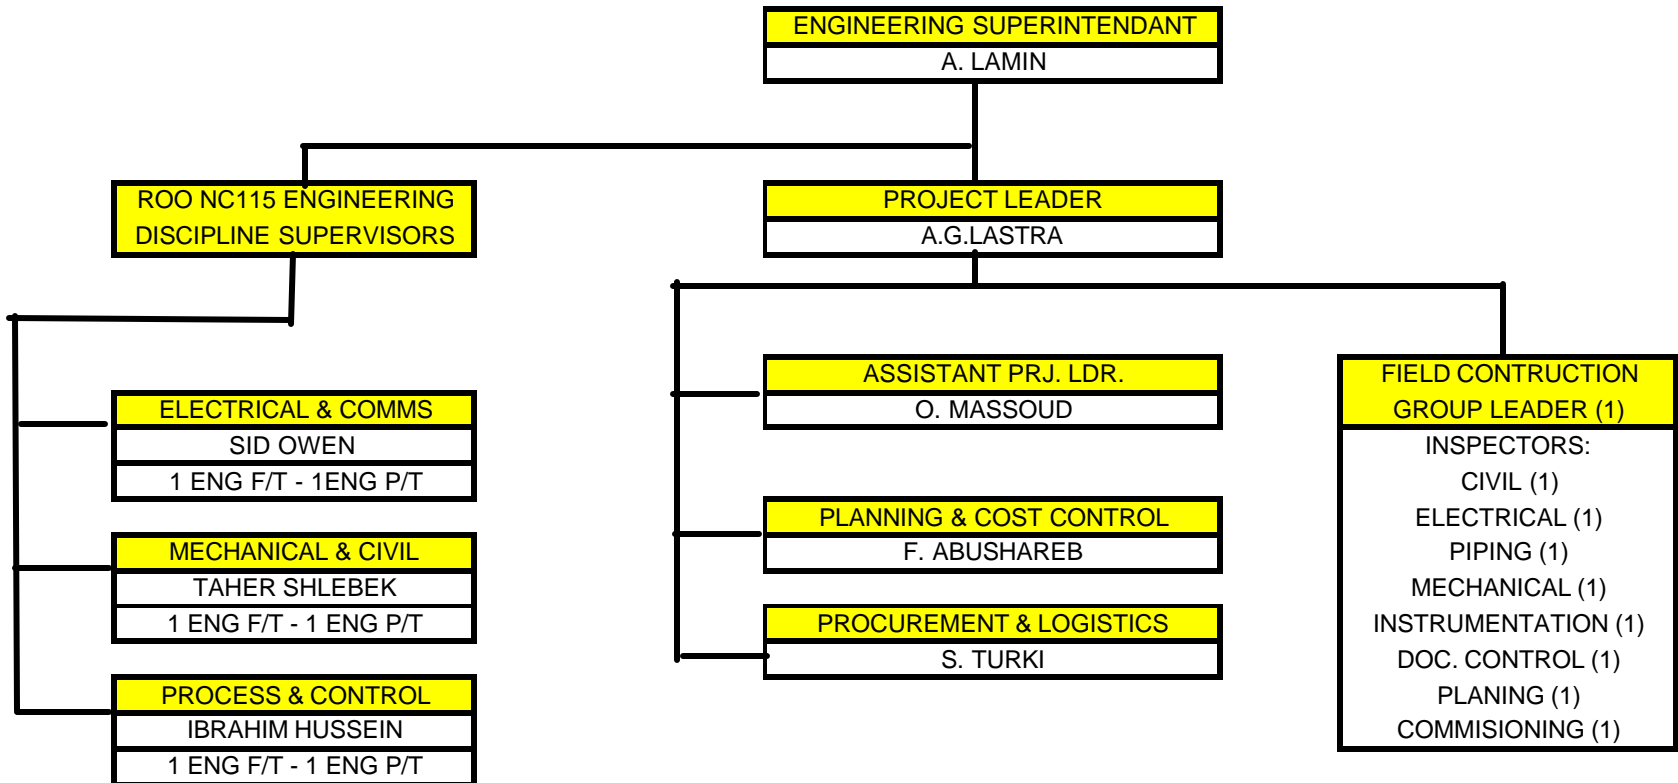 ENGINEERING SUPERINTENDANT
A. LAMIN
ROO NC115 ENGINEERING
DISCIPLINE SUPERVISORS
PROJECT LEADER
A.G.LASTRA
ELECTRICAL & COMMS
SID OWEN
1 ENG F/T - 1ENG P/T
MECHANICAL & CIVIL
TAHER SHLEBEK
1 ENG F/T - 1 ENG P/T
PROCESS & CONTROL
IBRAHIM HUSSEIN
1 ENG F/T - 1 ENG P/T
ASSISTANT PRJ. LDR.
O. MASSOUD
PLANNING & COST CONTROL
F. ABUSHAREB
PROCUREMENT & LOGISTICS
S. TURKI
FIELD CONTRUCTION
GROUP LEADER (1)
INSPECTORS:
CIVIL (1)
ELECTRICAL (1)
PIPING (1)
MECHANICAL (1)
INSTRUMENTATION (1)
DOC. CONTROL (1)
PLANING (1)
COMMISIONING (1)